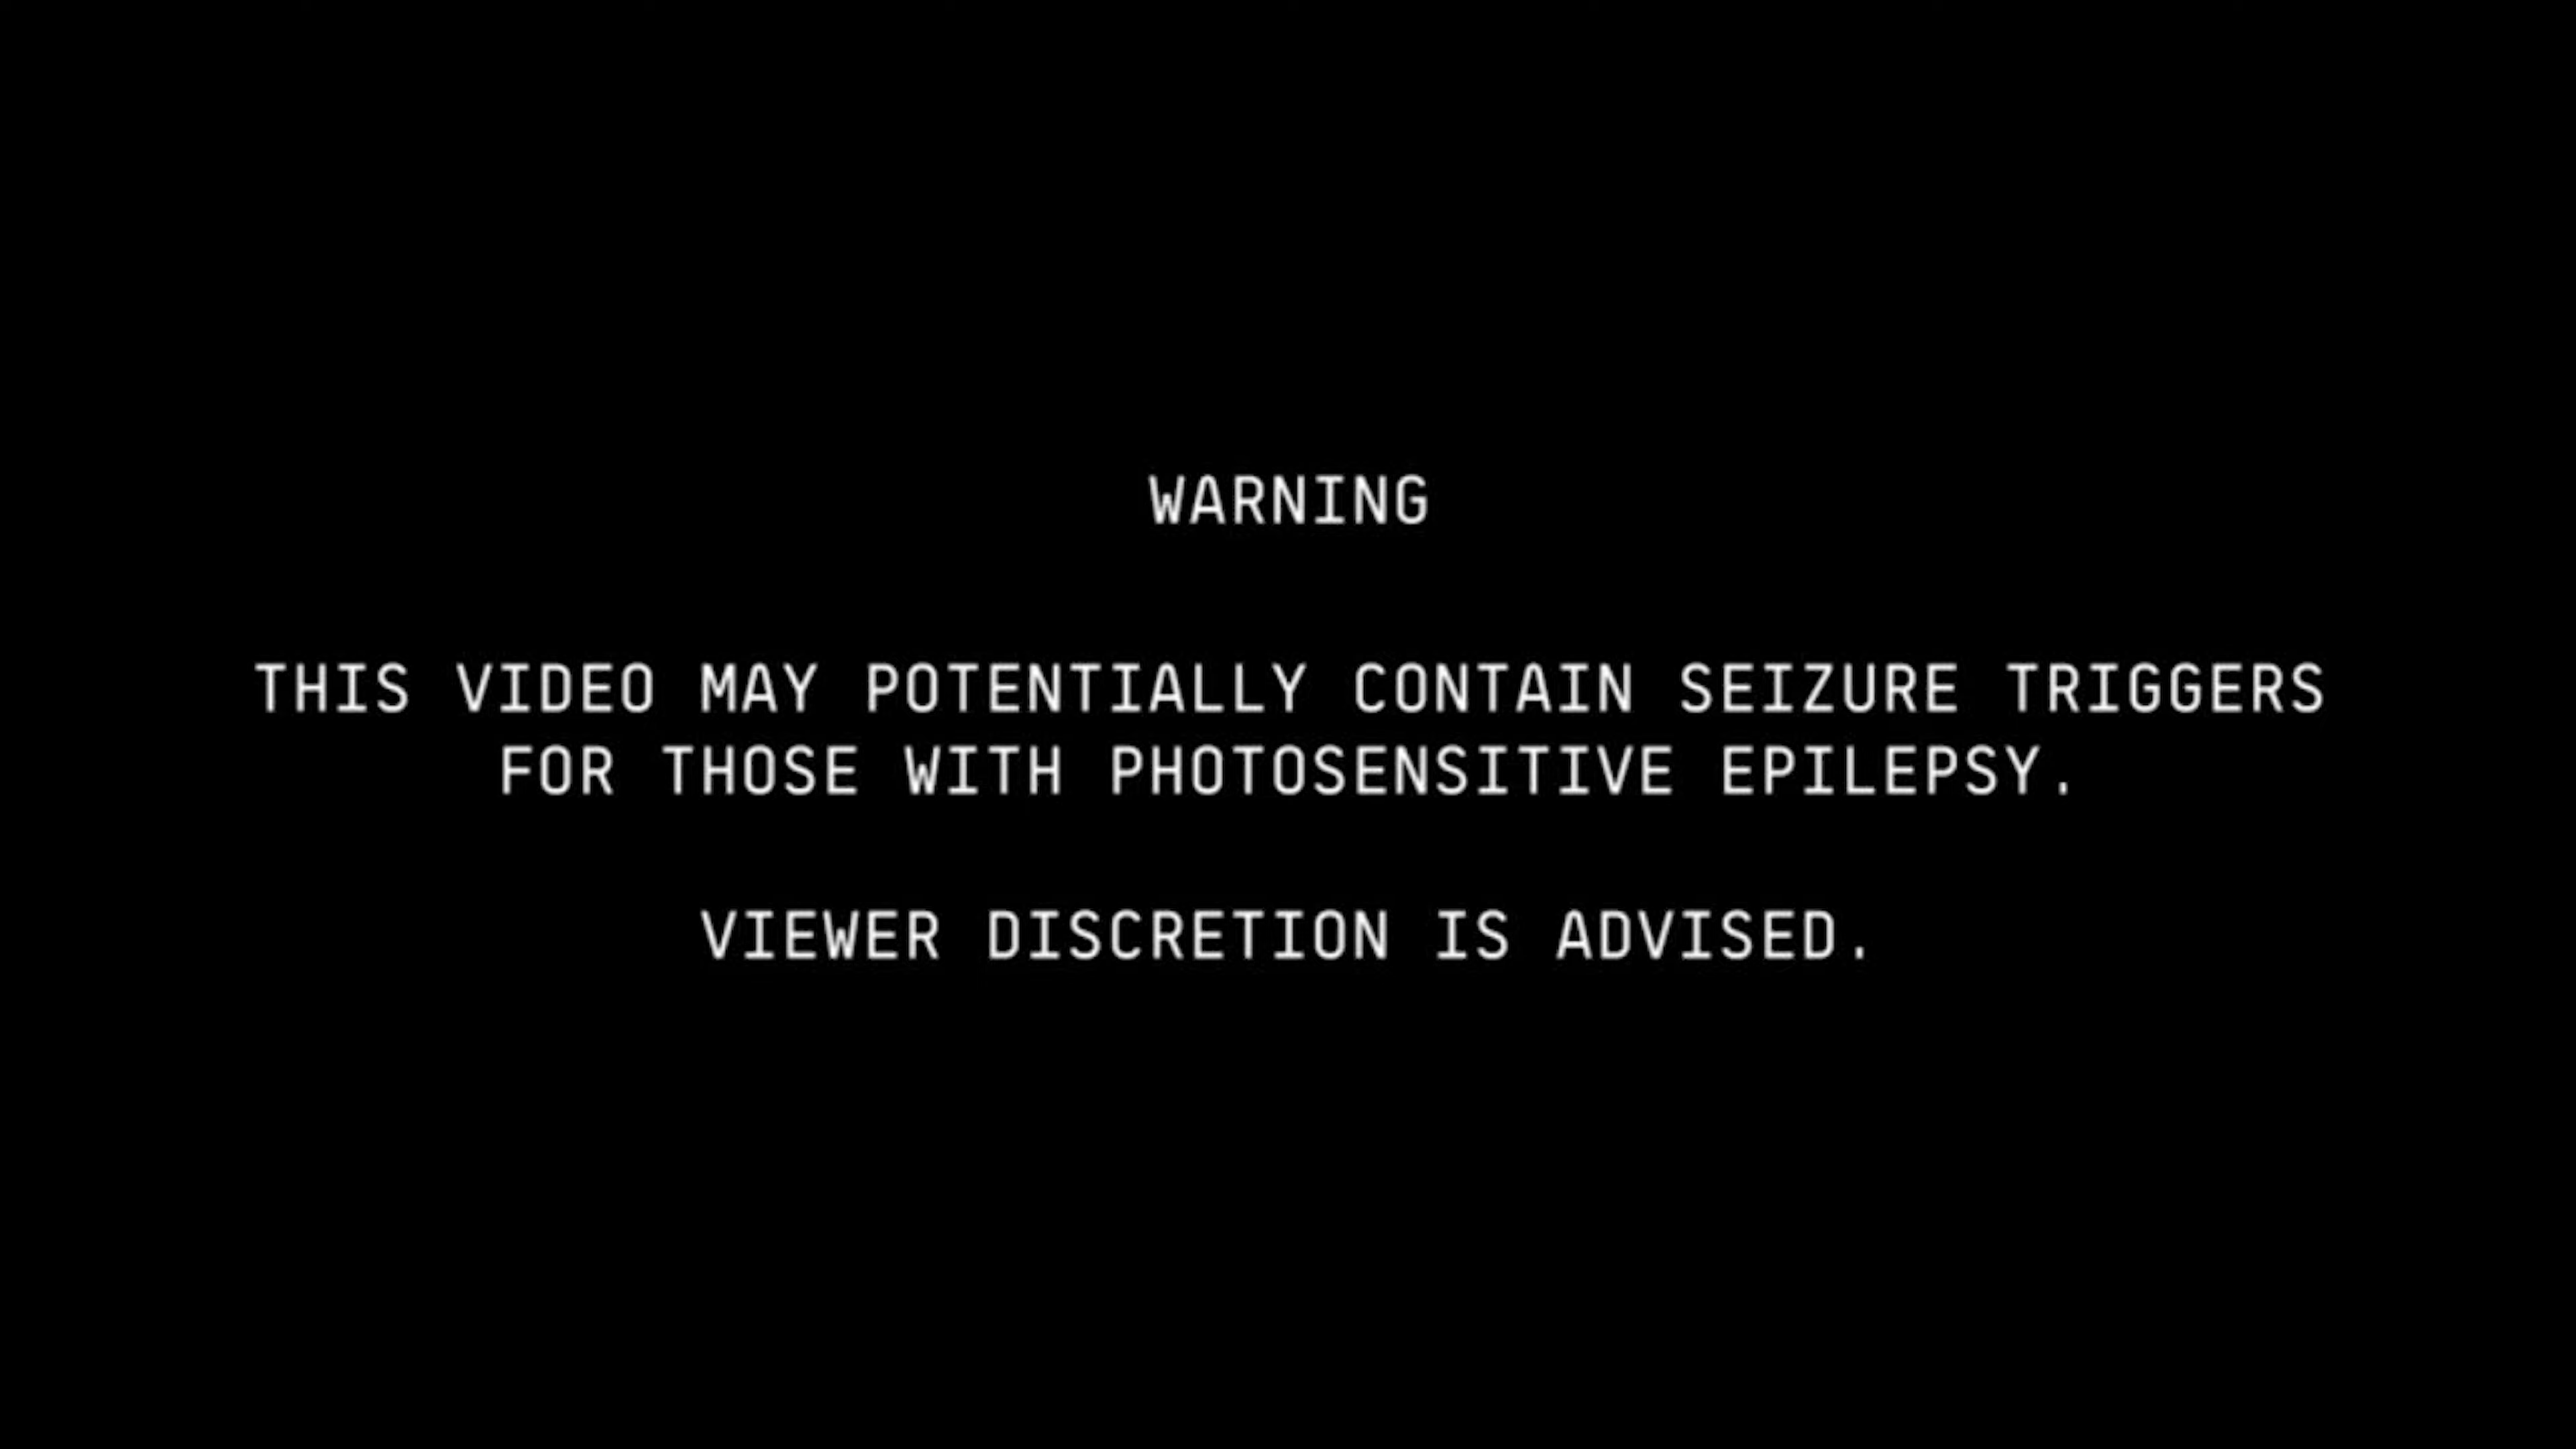 WARNING
THIS VIDEO MAY POTENTIALLY CONTAIN SEIZURE TRIGGERS
FOR THOSE WITH PHOTOSENSITIVE EPILEPSY.
VIEWER DISCRETION IS ADVISED.